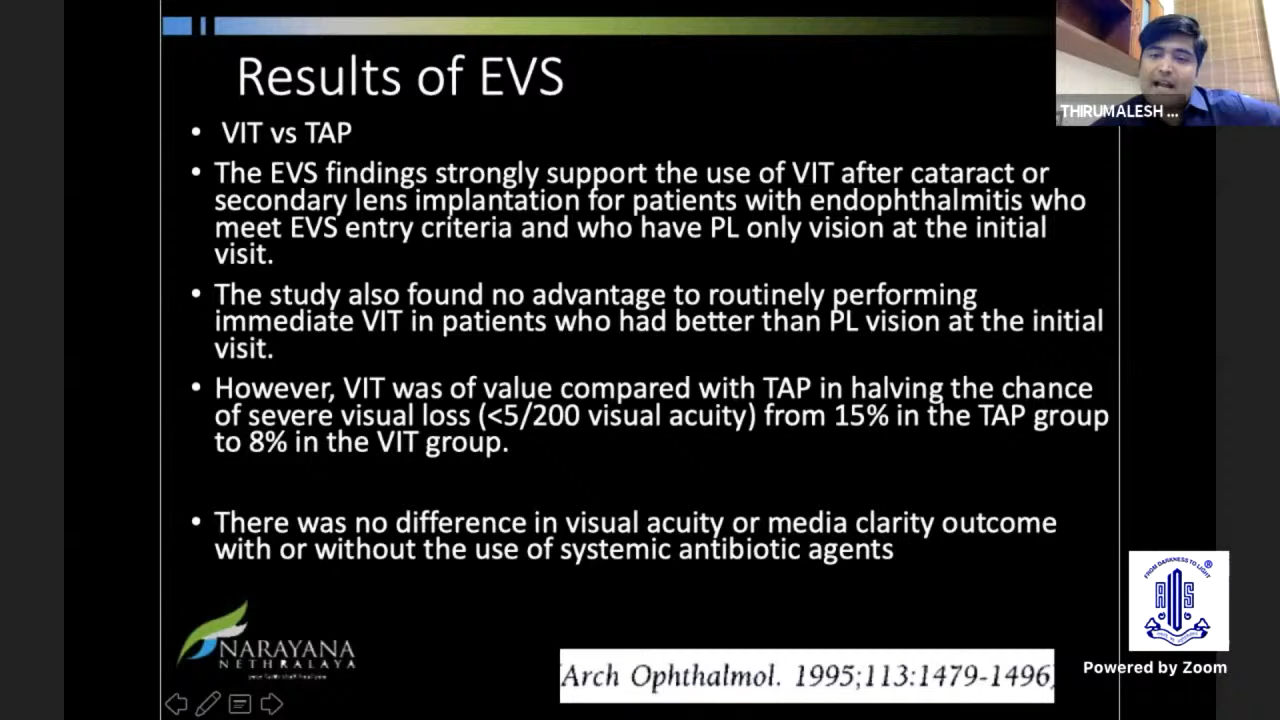 Results of EVS
THIRUMALESH ...
• VIT vs TAP
• The EVS findings strongly support the use of VIT after cataract or
secondary lens implantation for patients with endophthalmitis who
meet EVS entry criteria and who have PL only vision at the initial
visit.
• The study also found no advantage to routinely performing
immediate VIT in patients who had better than PL vision at the initial
visit.
• However, VIT was of value compared with TAP in halving the chance
of severe visual loss (<5/200 visual acuity) from 15% in the TAP group
to 8% in the VIT group.
• There was no difference in visual acuity or media clarity outcome
with or without the use of systemic antibiotic agents
FROM DARKNESS TO LIGHT ®
AIOS
NARAYANA
NETHRALAYA
Arch Ophthalmol. 1995;113:1479-1496
Powered by Zoom